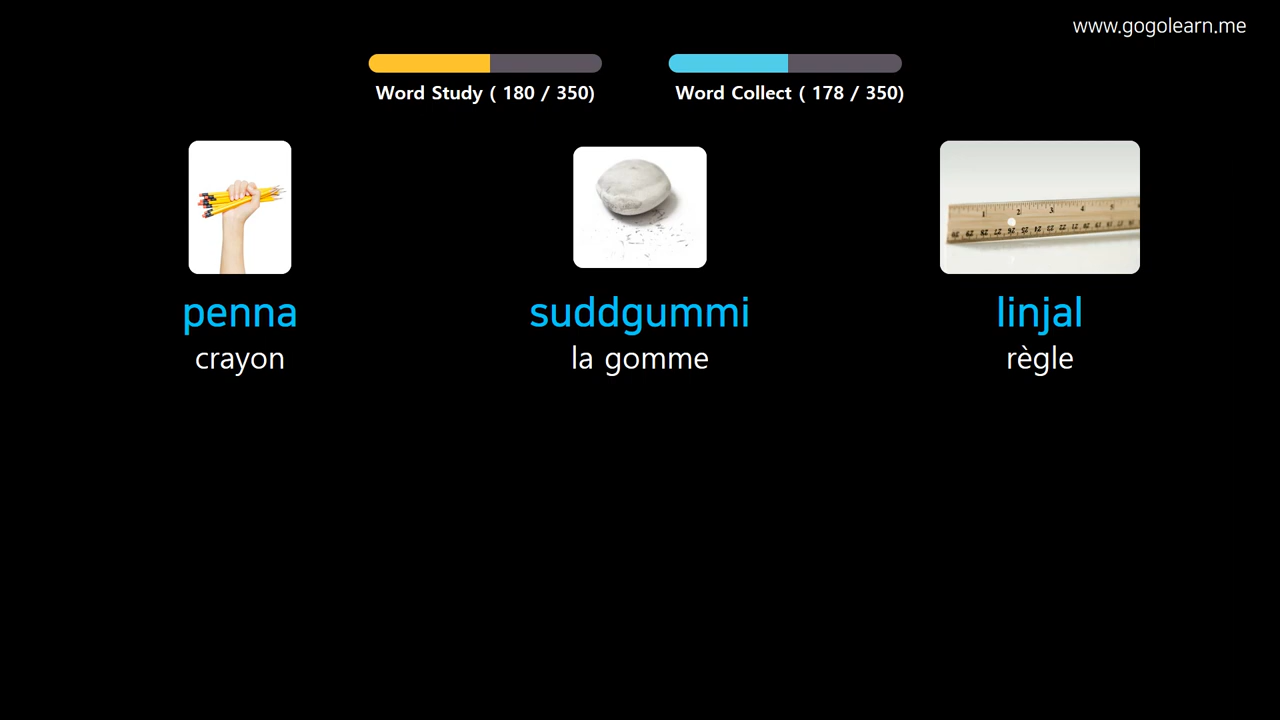 www.gogolearn.me
Word Study ( 180 / 350)
Word Collect ( 178 / 350)
penna
crayon
suddgummi
la gomme
linjal
règle